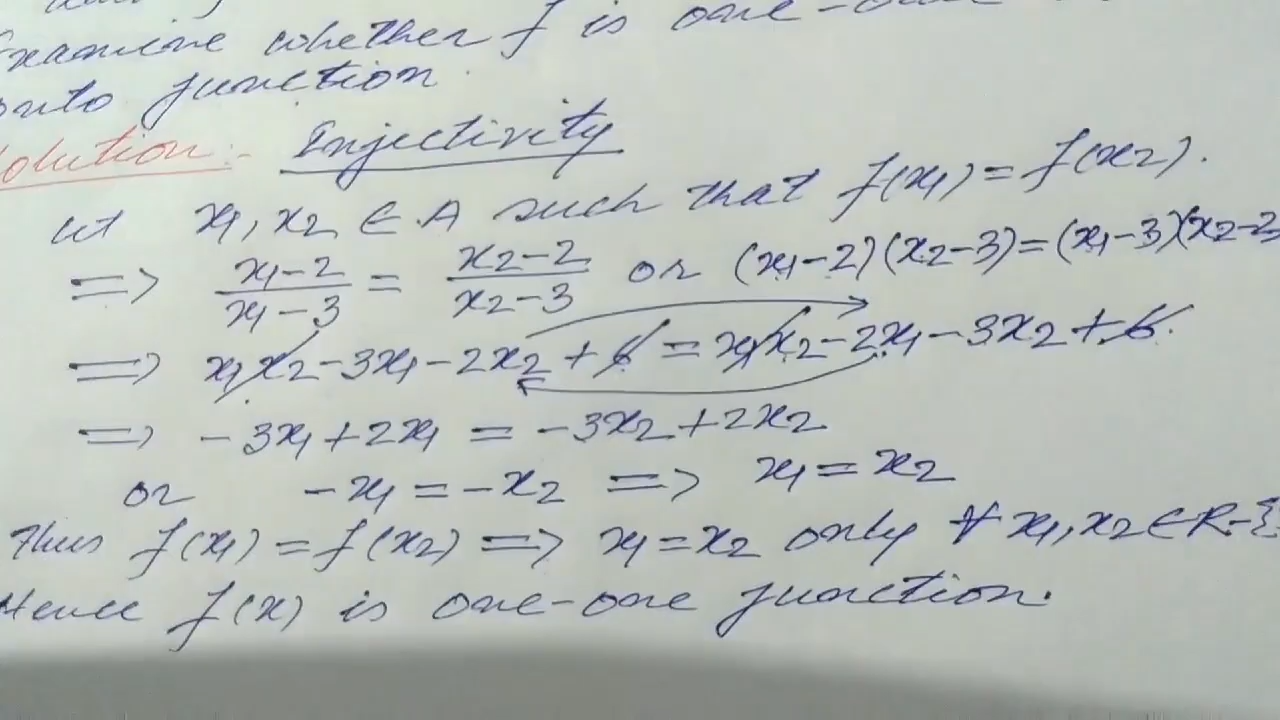 Examine whether f is one-one
onto function.
Solution:- Injectivity
Let x₁, x₂ ∈ A such that f(x₁) = f(x₂).
=> (x₁-2)/(x₁-3) = (x₂-2)/(x₂-3) or (x₁-2)(x₂-3) = (x₁-3)(x₂-2
=> x₁x₂-3x₁-2x₂+6 = x₁x₂-2x₁-3x₂+6.
=> -3x₁+2x₁ = -3x₂+2x₂
or -x₁ = -x₂ => x₁ = x₂
Thus f(x₁) = f(x₂) => x₁ = x₂ only ∀ x₁, x₂ ∈ R-{
Hence f(x) is one-one function.